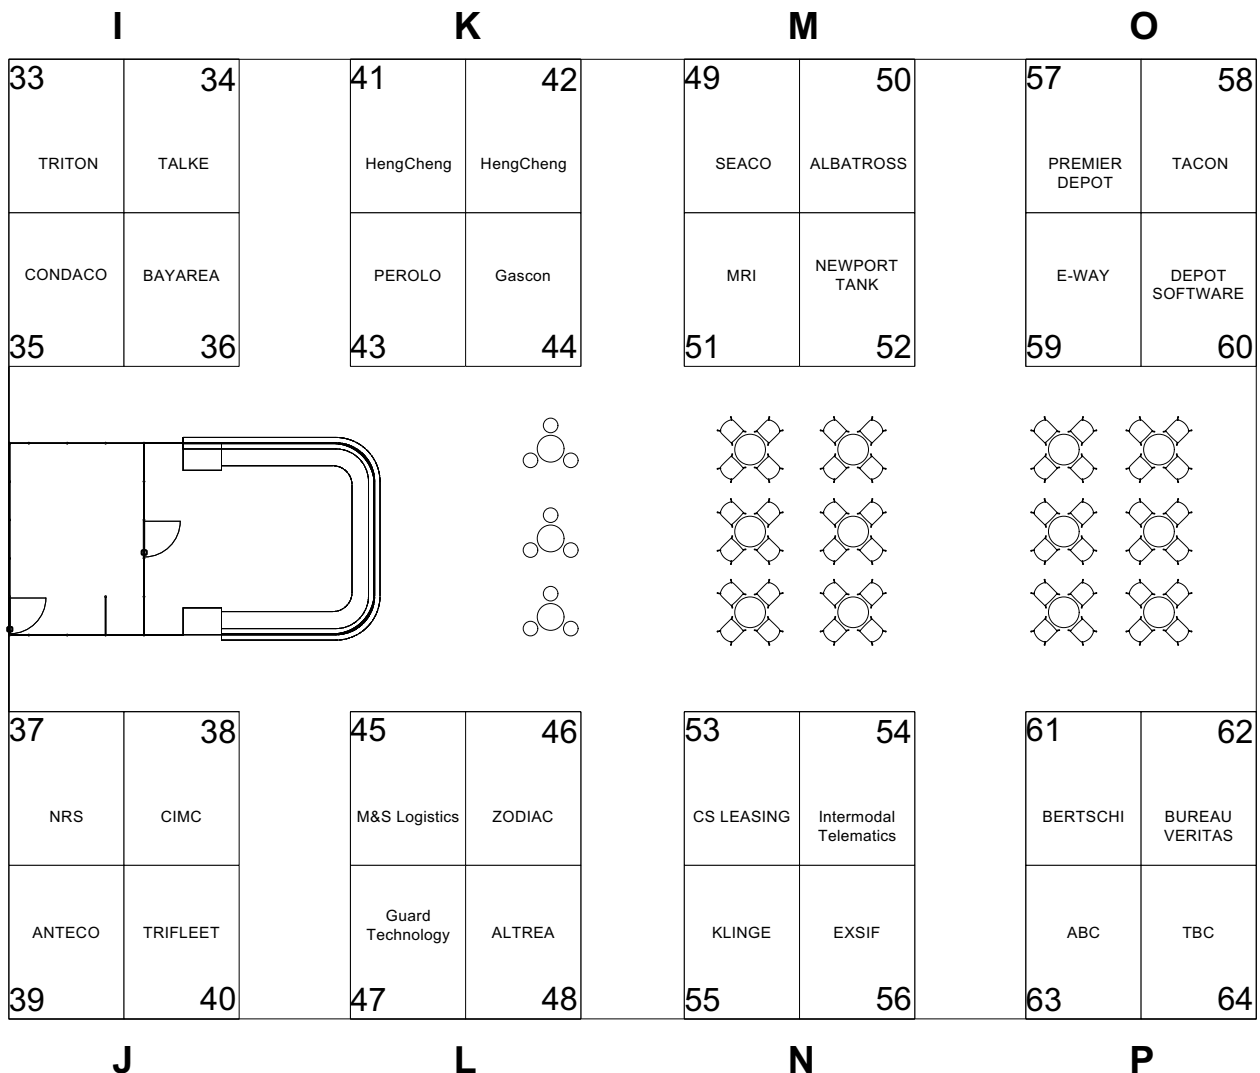 I K M O
33 34 41 42 49 50 57 58
TRITON TALKE HengCheng HengCheng SEACO ALBATROSS PREMIER TACON
DEPOT
CONDACO BAYAREA PEROLO Gascon MRI NEWPORT E-WAY DEPOT
TANK SOFTWARE
35 36 43 44 51 52 59 60
37 38 45 46 53 54 61 62
NRS CIMC M&S Logistics ZODIAC CS LEASING Intermodal BERTSCHI BUREAU
Telematics VERITAS
Guard
ANTECO TRIFLEET Technology ALTREA KLINGE EXSIF ABC TBC
39 40 47 48 55 56 63 64
J L N P